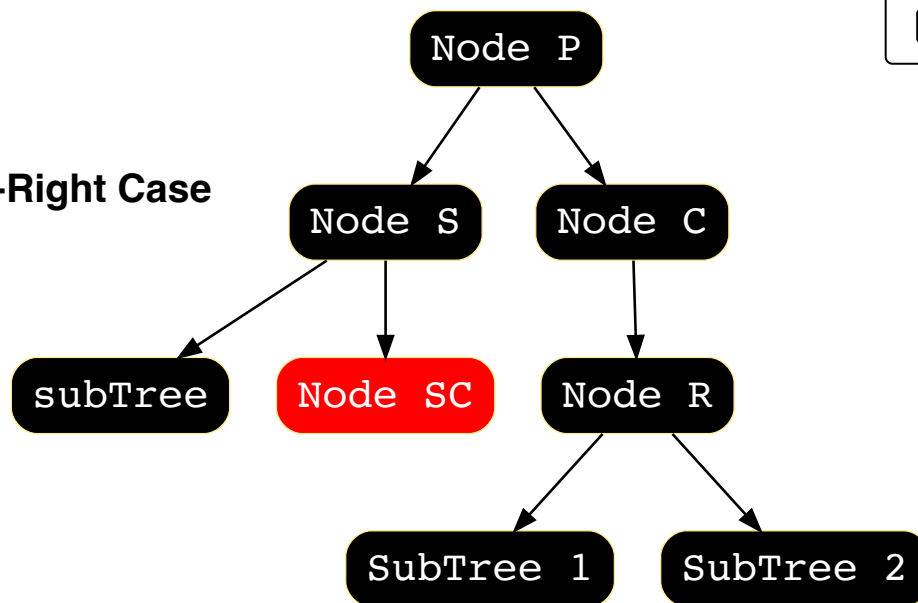 Node P
-Right Case
Node S
Node C
subTree
Node SC
Node R
SubTree 1
SubTree 2